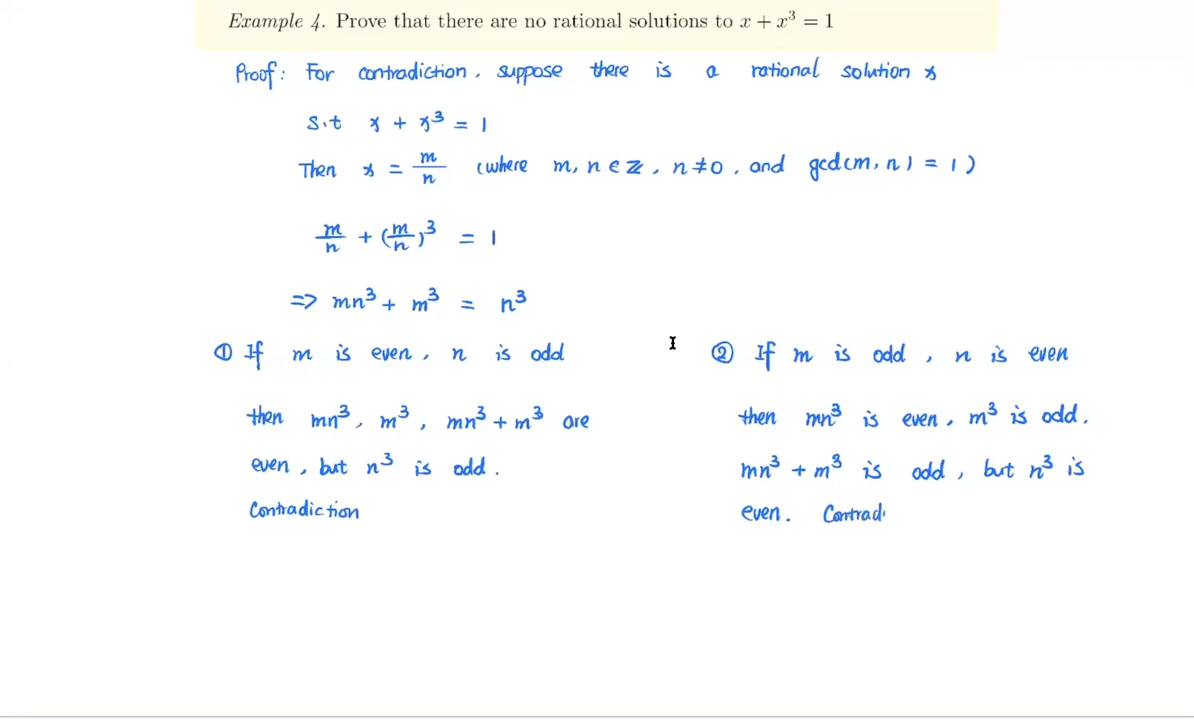 Example 4. Prove that there are no rational solutions to x + x³ = 1
Proof: For contradiction, suppose there is a rational solution x
s.t x + x³ = 1
Then x = m/n (where m, n ∈ ℤ, n ≠ 0, and gcd(m, n) = 1)
m/n + (m/n)³ = 1
=> mn³ + m³ = n³
① If m is even, n is odd
then mn³, m³, mn³ + m³ are
even, but n³ is odd.
Contradiction
② If m is odd, n is even
then mn³ is even, m³ is odd.
mn³ + m³ is odd, but n³ is
even. Contrad